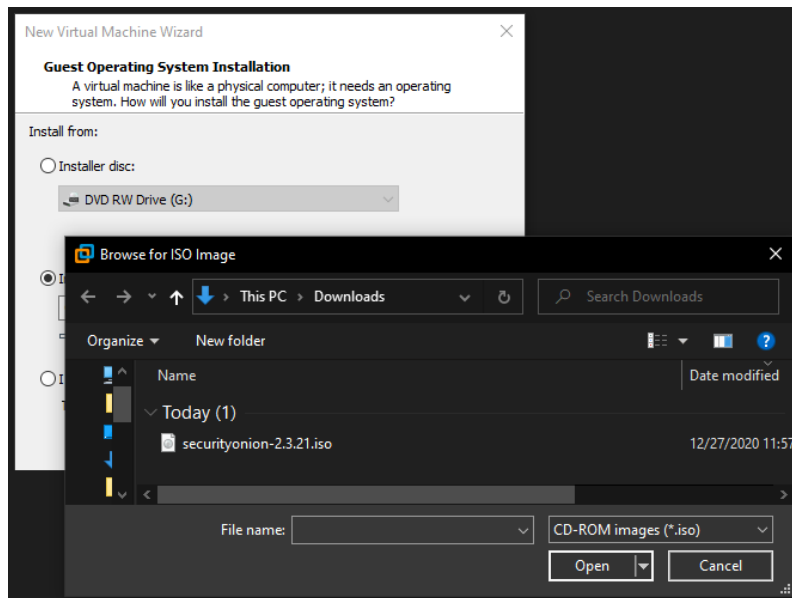 New Virtual Machine Wizard
Guest Operating System Installation
A virtual machine is like a physical computer; it needs an operating
system. How will you install the guest operating system?
Install from:
Installer disc:
DVD RW Drive (G:)
Browse for ISO Image
This PC > Downloads
Search Downloads
Organize
New folder
Name
Date modified
Today (1)
securityonion-2.3.21.iso
12/27/2020 11:57
File name:
CD-ROM images (*.iso)
Open
Cancel